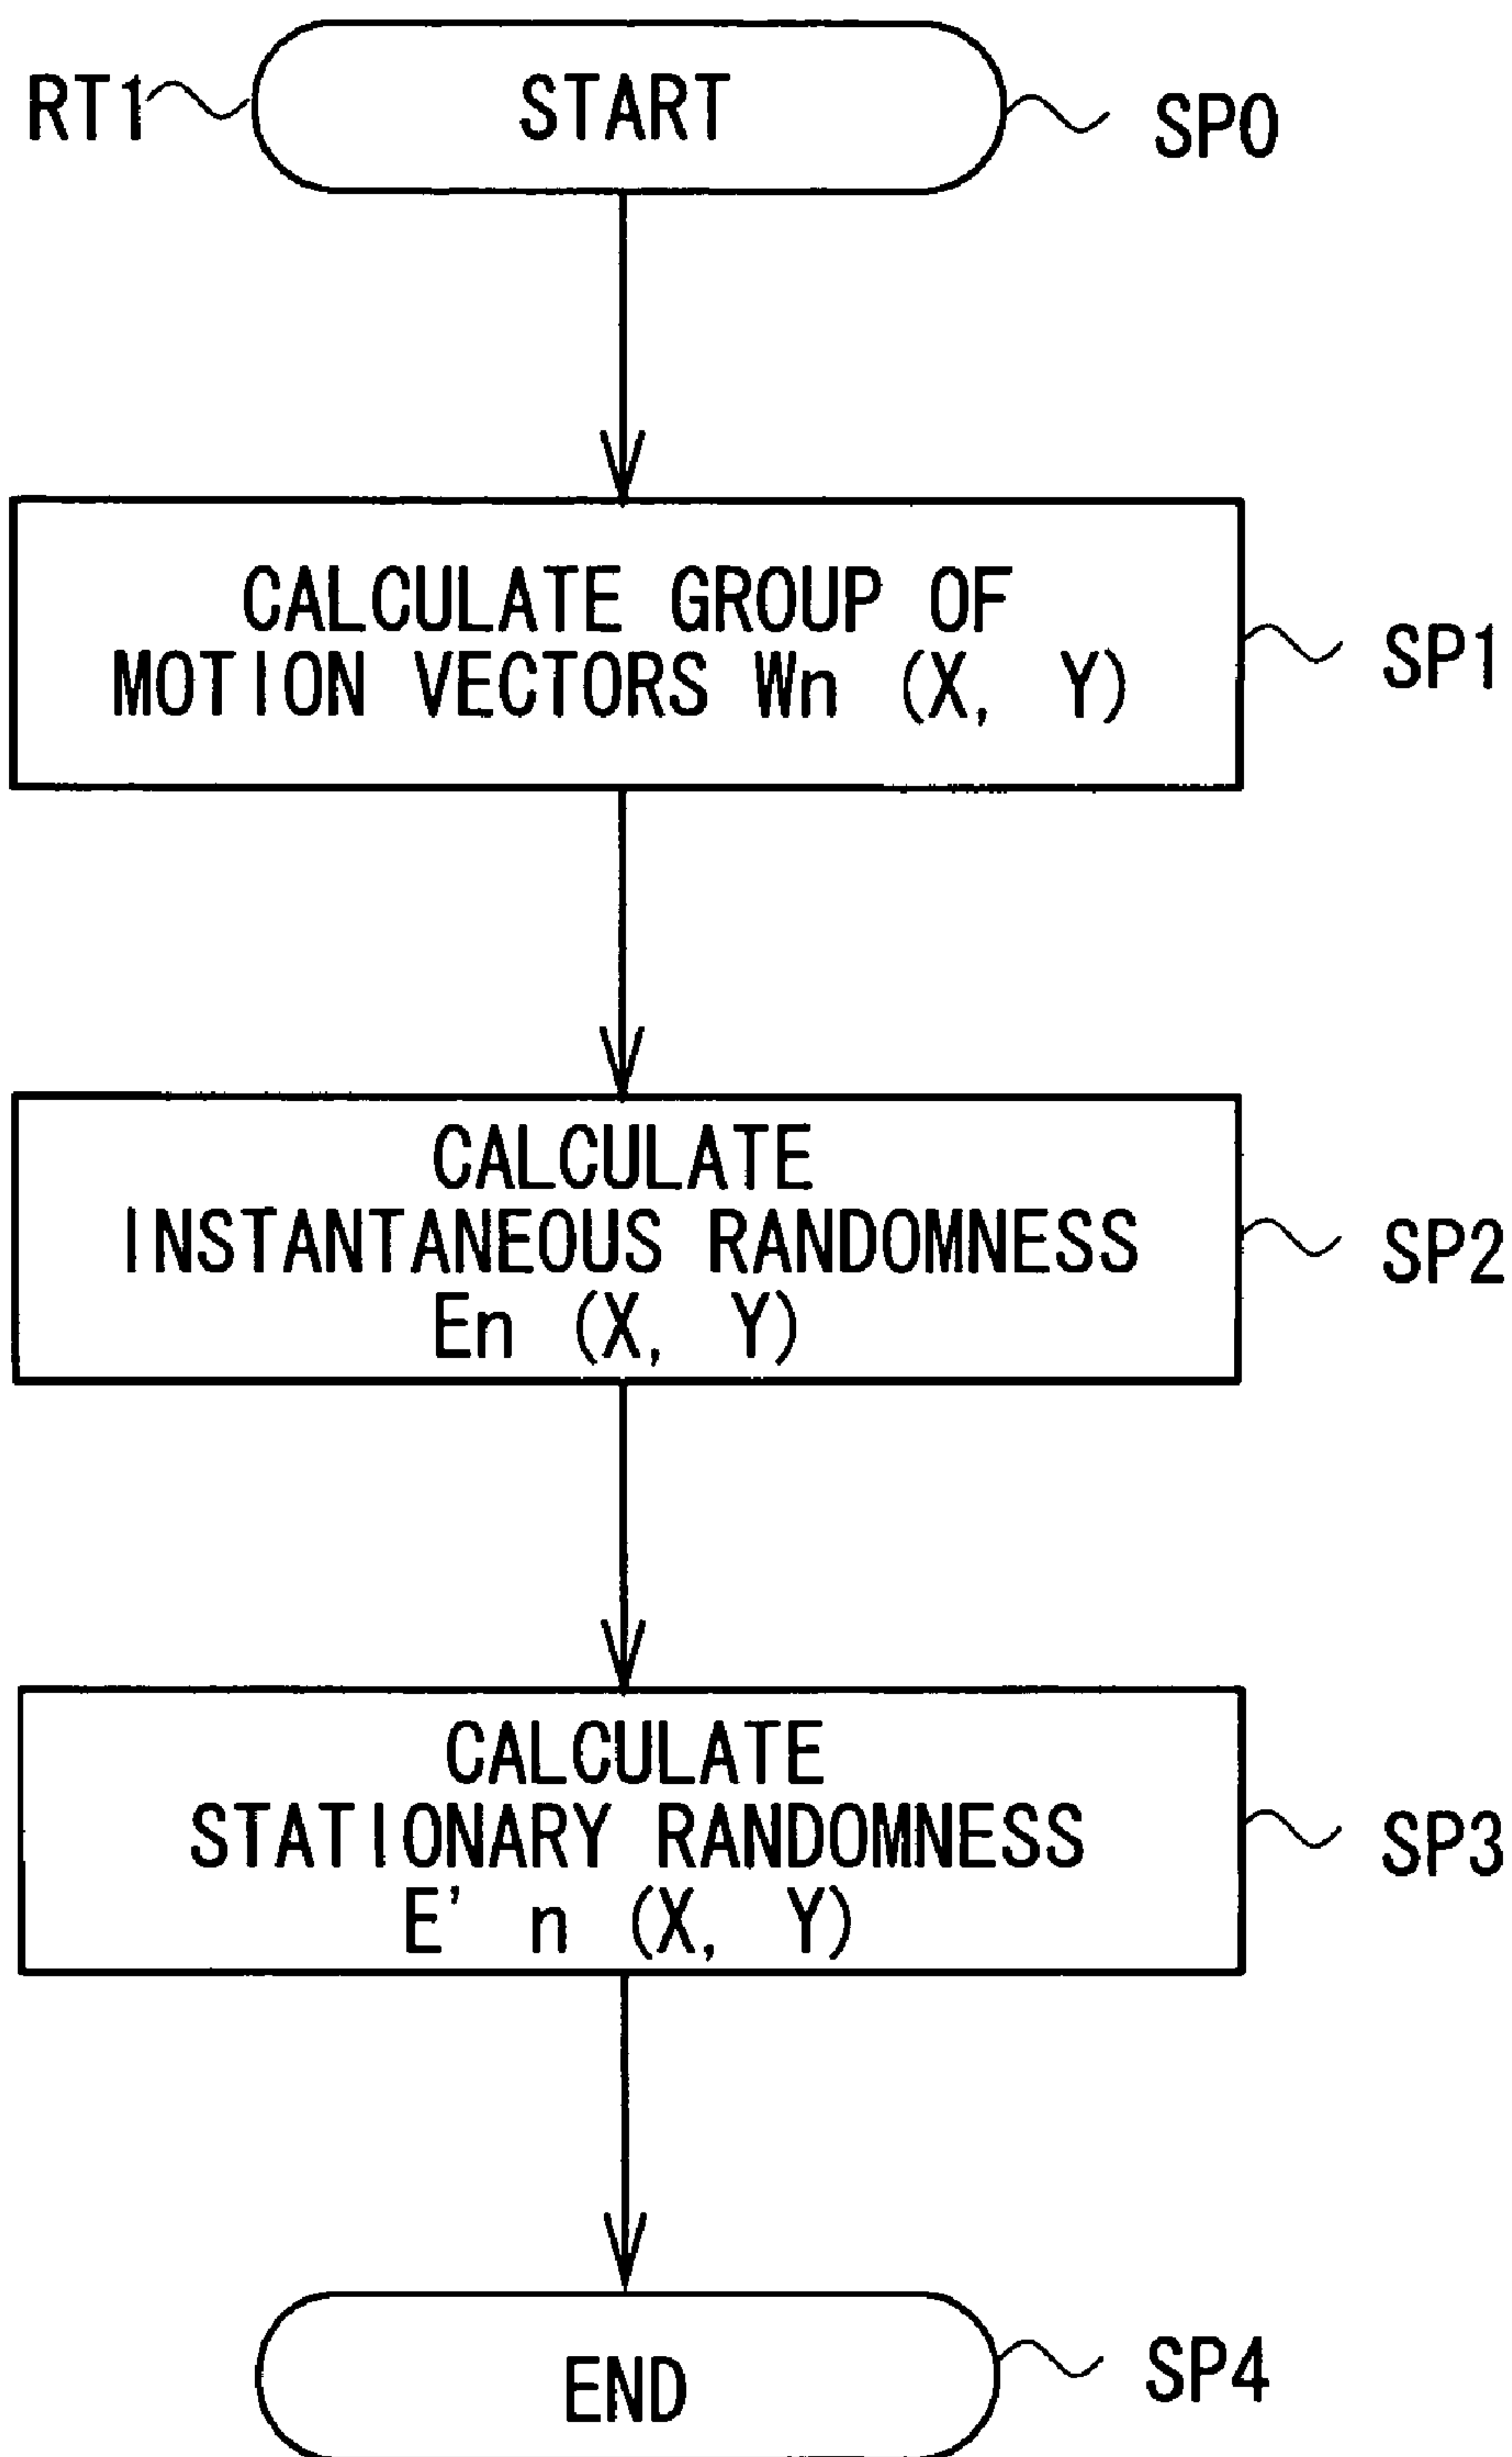 RT1
START
SP0
CALCULATE GROUP OF
MOTION VECTORS Wn (X, Y)
SP1
CALCULATE
INSTANTANEOUS RANDOMNESS
En (X, Y)
SP2
CALCULATE
STATIONARY RANDOMNESS
E' n (X, Y)
SP3
END
SP4